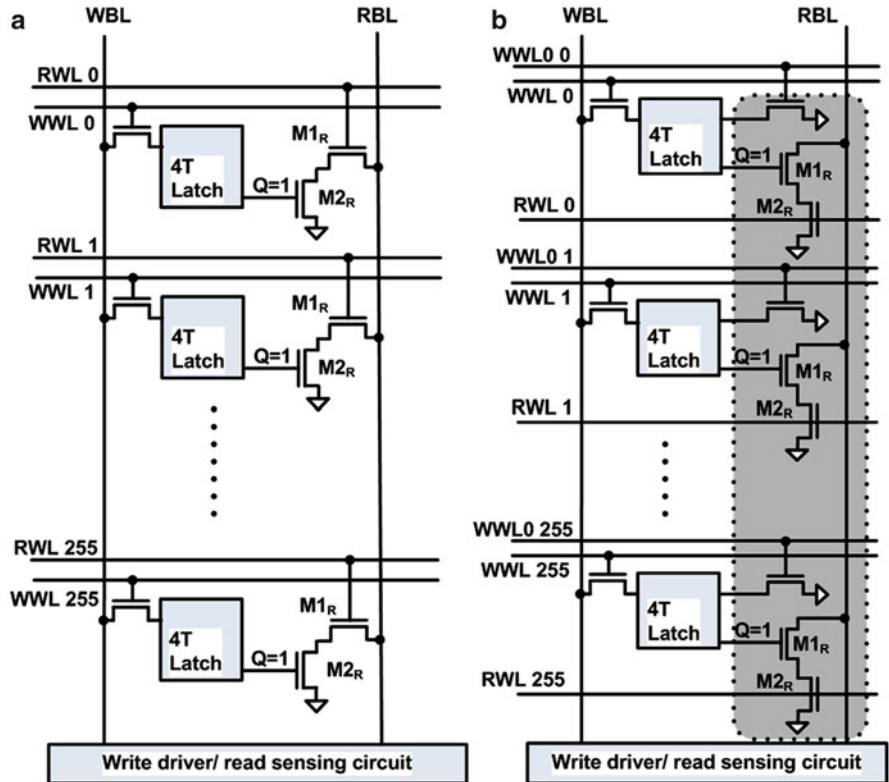 a
WBL
RBL
RWL 0
WWL 0
M1R
4T
Latch
Q=1
M2R
RWL 1
WWL 1
M1R
4T
Latch
Q=1
M2R
RWL 255
WWL 255
M1R
4T
Latch
Q=1
M2R
Write driver/ read sensing circuit
b
WBL
RBL
WWL0 0
WWL 0
4T
Latch
Q=1
M1R
M2R
RWL 0
WWL0 1
WWL 1
4T
Latch
Q=1
M1R
M2R
RWL 1
WWL0 255
WWL 255
4T
Latch
Q=1
M1R
M2R
RWL 255
Write driver/ read sensing circuit